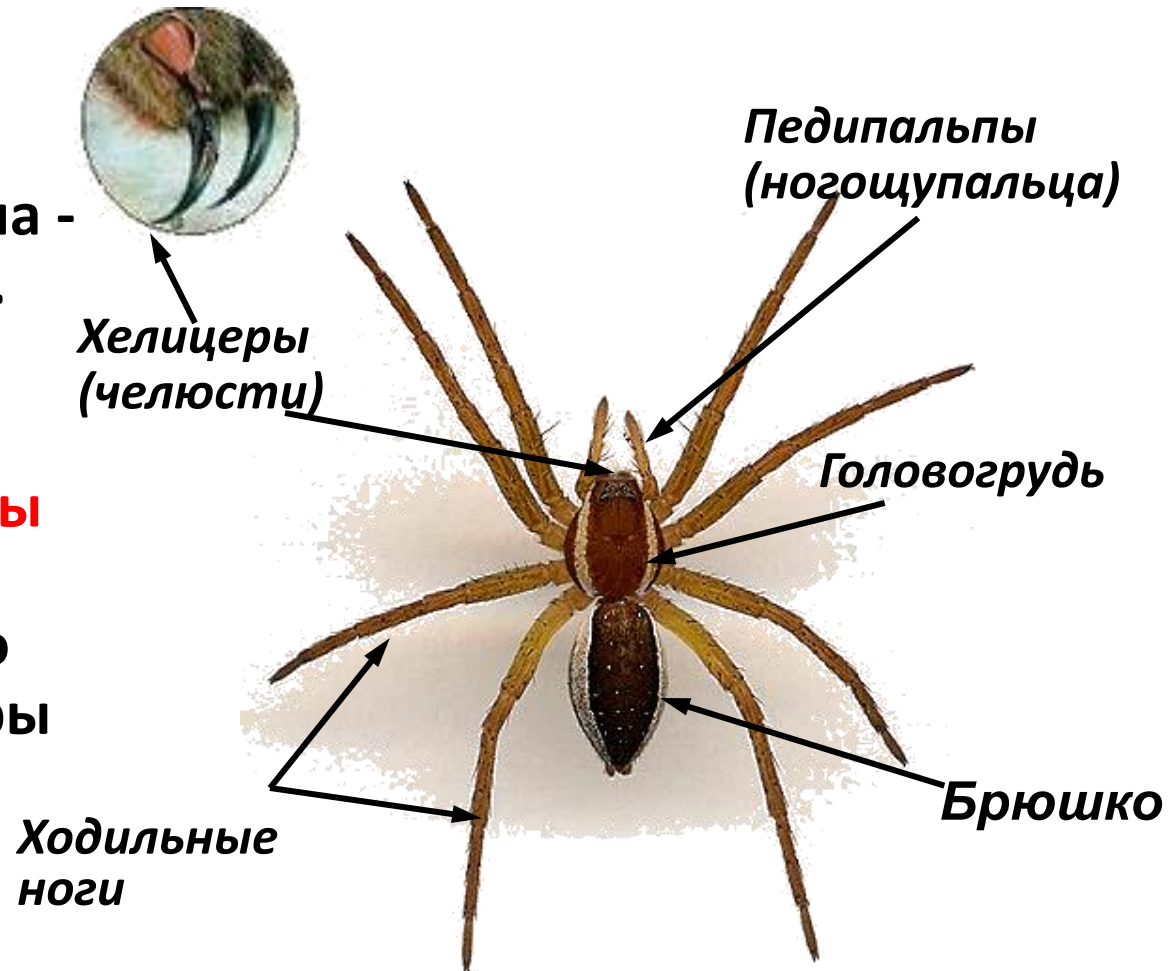 Педипальпы
(ногощупальца)
-
Хелицеры
(челюсти)
Головогрудь
Брюшко
Ходильные
ноги